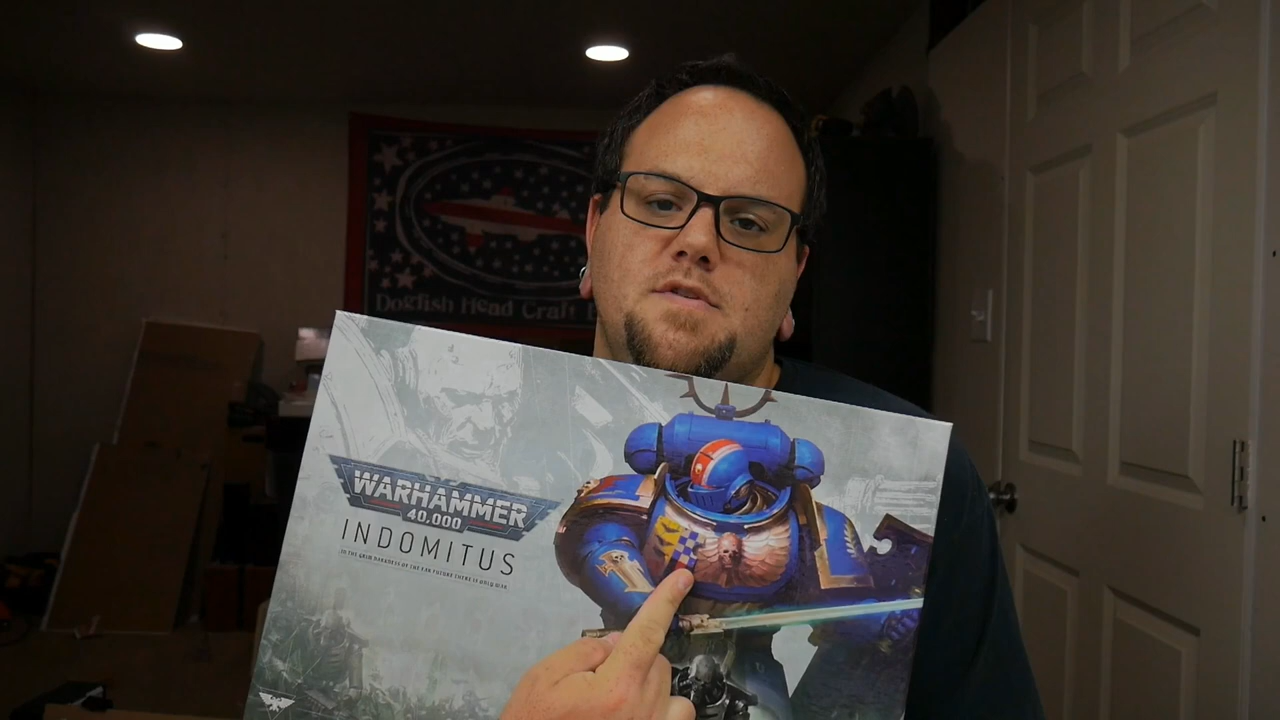 Dogfish Head Craft
WARHAMMER
40,000
INDOMITUS
IN THE GRIM DARKNESS OF THE FAR FUTURE THERE IS ONLY WAR